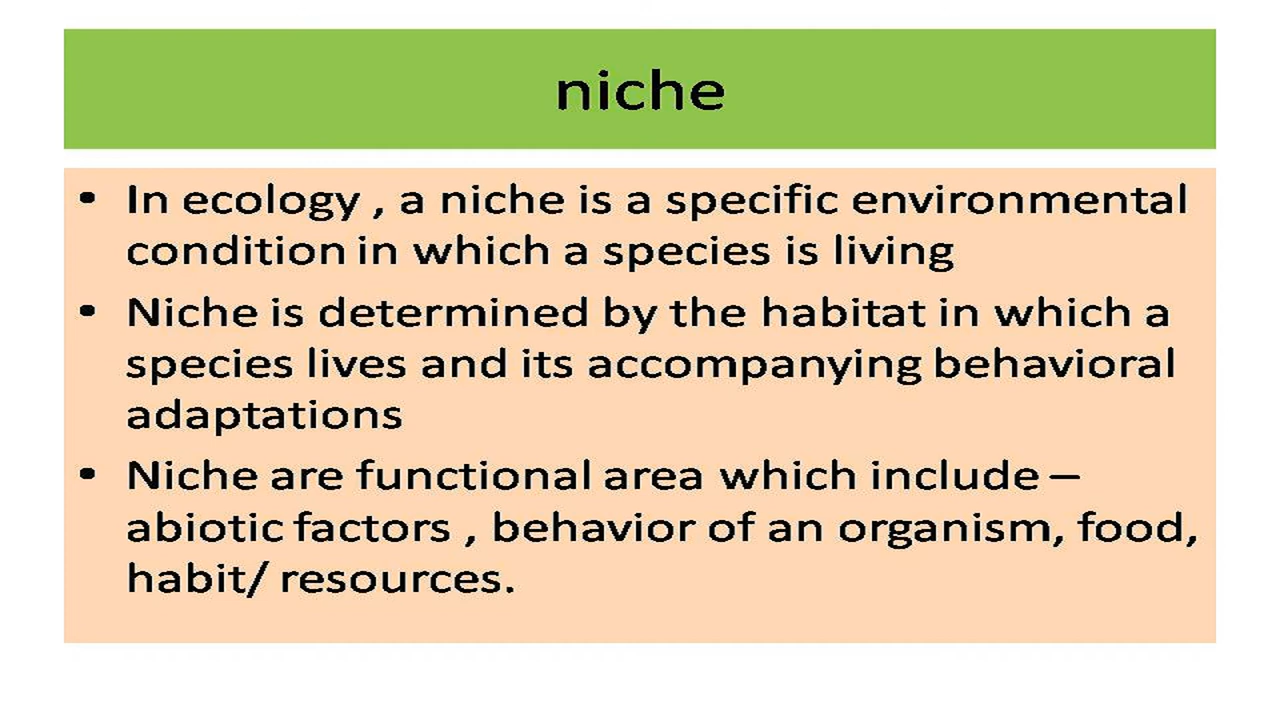 niche
• In ecology , a niche is a specific environmental
condition in which a species is living
• Niche is determined by the habitat in which a
species lives and its accompanying behavioral
adaptations
• Niche are functional area which include –
abiotic factors , behavior of an organism, food,
habit/ resources.